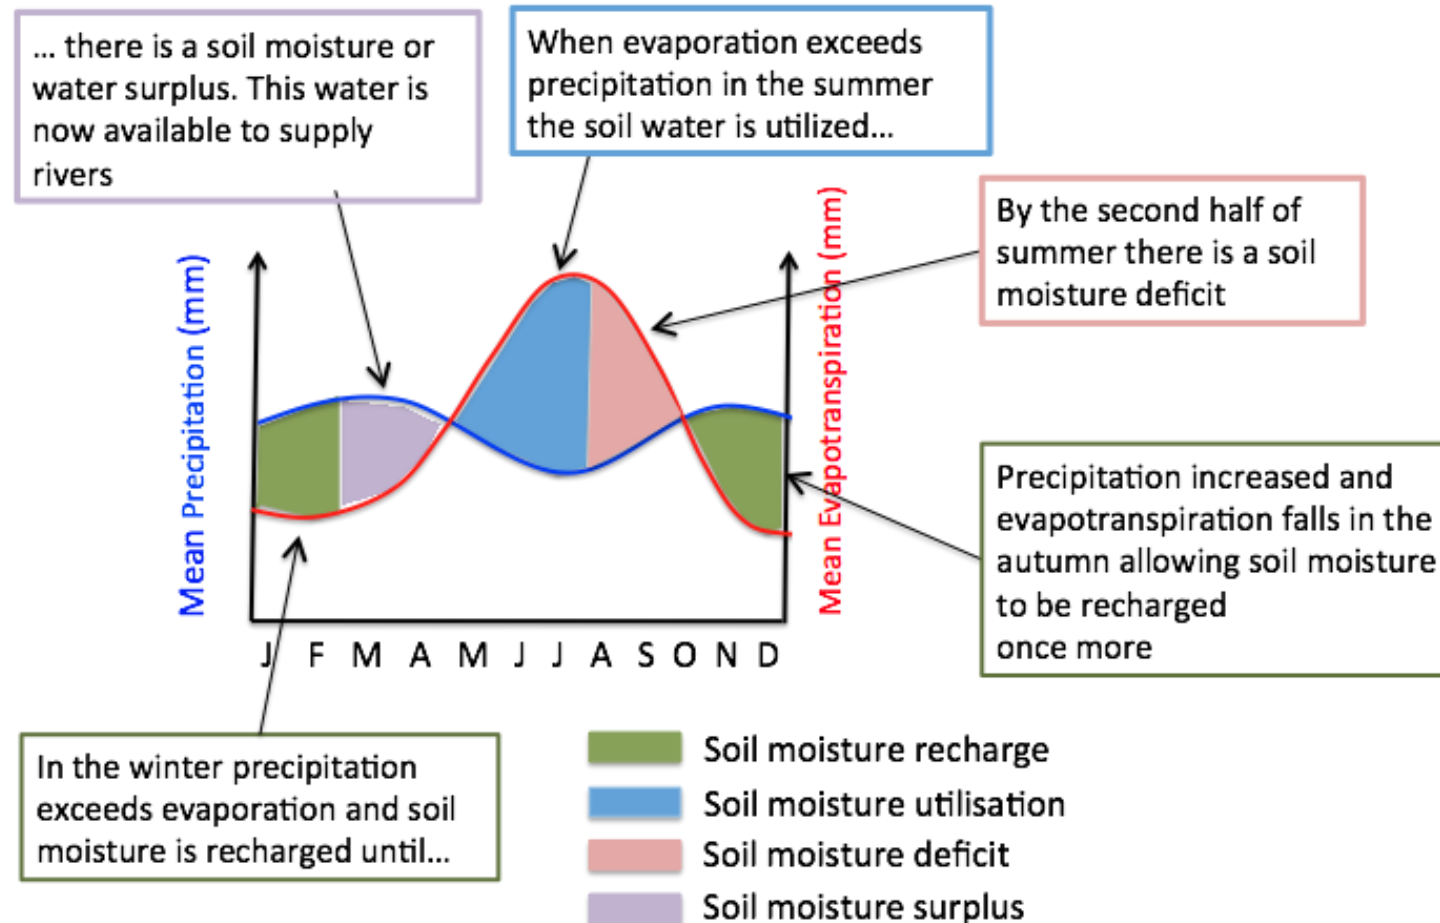 ... there is a soil moisture or
water surplus. This water is
now available to supply
rivers
When evaporation exceeds
precipitation in the summer
the soil water is utilized...
By the second half of
summer there is a soil
moisture deficit
Mean Precipitation (mm)
Mean Evapotranspiration (mm)
Precipitation increased and
evapotranspiration falls in the
autumn allowing soil moisture
to be recharged
once more
J F M A M J J A S O N D
In the winter precipitation
exceeds evaporation and soil
moisture is recharged until...
Soil moisture recharge
Soil moisture utilisation
Soil moisture deficit
Soil moisture surplus